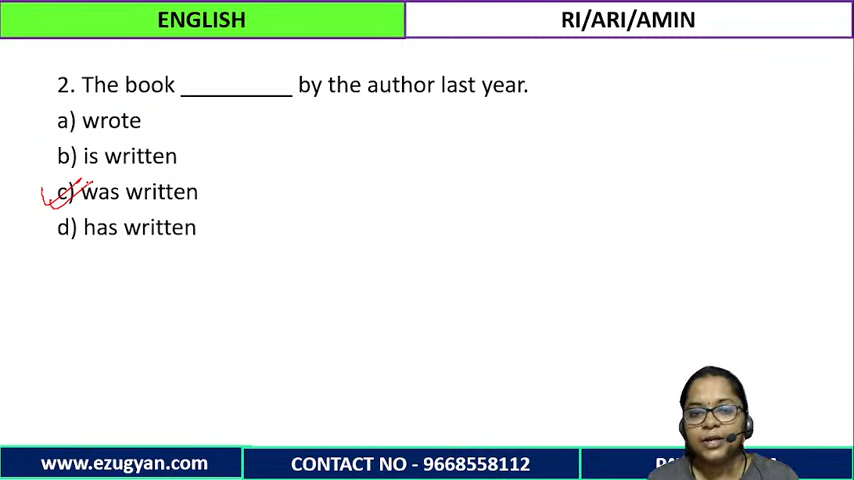 ENGLISH
RI/ARI/AMIN
2. The book __________ by the author last year.
a) wrote
b) is written
c) was written
d) has written
www.ezugyan.com
CONTACT NO - 9668558112